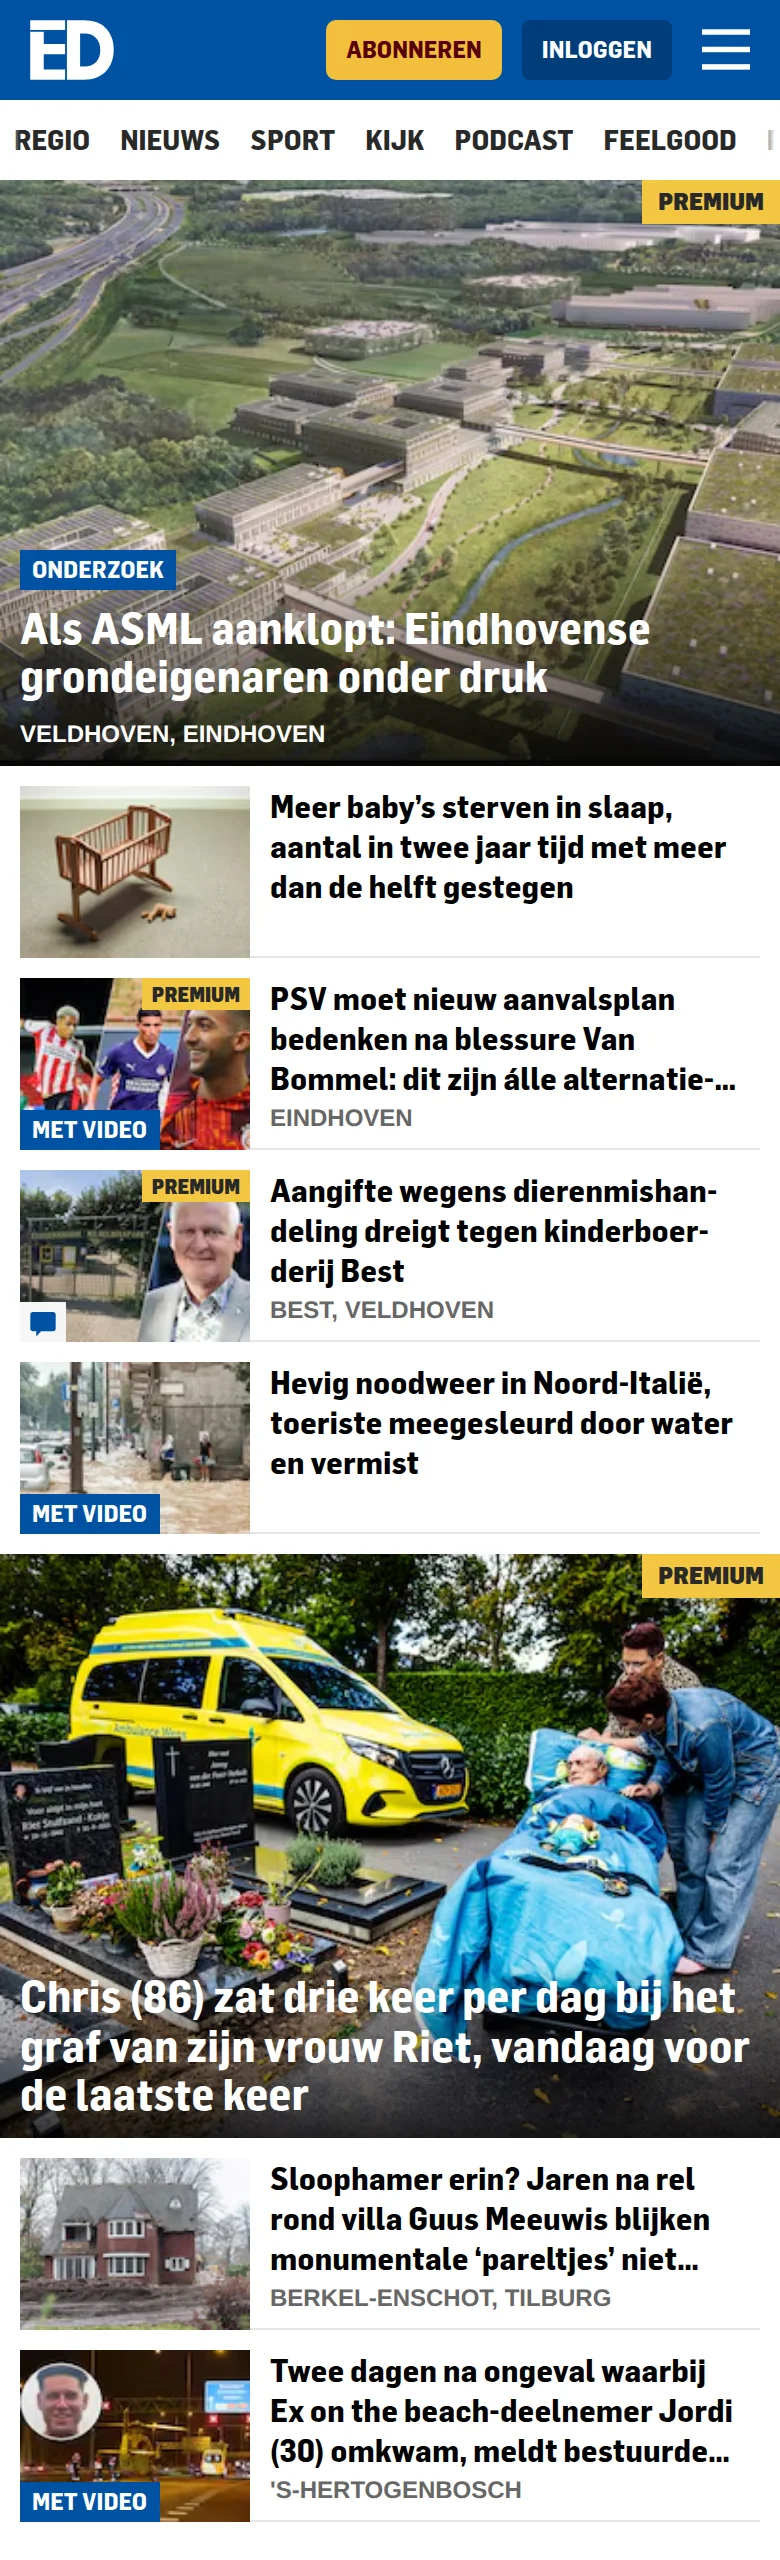 ED
ABONNEREN
INLOGGEN
REGIO NIEUWS SPORT KIJK PODCAST FEELGOOD
PREMIUM
ONDERZOEK
Als ASML aanklopt: Eindhovense
grondeigenaren onder druk
VELDHOVEN, EINDHOVEN
Meer baby’s sterven in slaap,
aantal in twee jaar tijd met meer
dan de helft gestegen
PREMIUM
MET VIDEO
PSV moet nieuw aanvalsplan
bedenken na blessure Van
Bommel: dit zijn álle alternatie-...
EINDHOVEN
PREMIUM
Aangifte wegens dierenmishan-
deling dreigt tegen kinderboer-
derij Best
BEST, VELDHOVEN
MET VIDEO
Hevig noodweer in Noord-Italië,
toeriste meegesleurd door water
en vermist
PREMIUM
Ambulance Wens
Chris (86) zat drie keer per dag bij het
graf van zijn vrouw Riet, vandaag voor
de laatste keer
Sloophamer erin? Jaren na rel
rond villa Guus Meeuwis blijken
monumentale ‘pareltjes’ niet...
BERKEL-ENSCHOT, TILBURG
MET VIDEO
Twee dagen na ongeval waarbij
Ex on the beach-deelnemer Jordi
(30) omkwam, meldt bestuurde...
'S-HERTOGENBOSCH